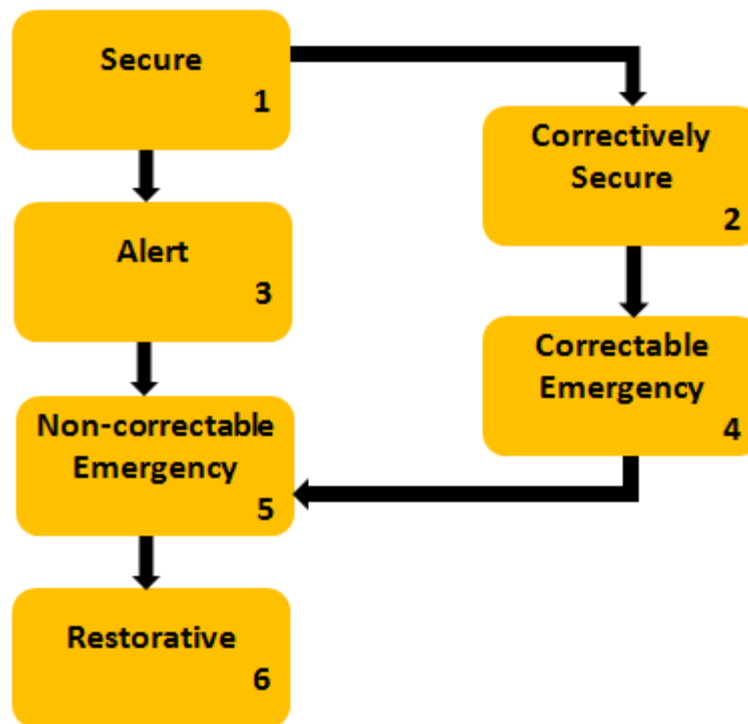 Secure
1
Correctively
Secure
2
Alert
3
Correctable
Emergency
4
Non-correctable
Emergency
5
Restorative
6